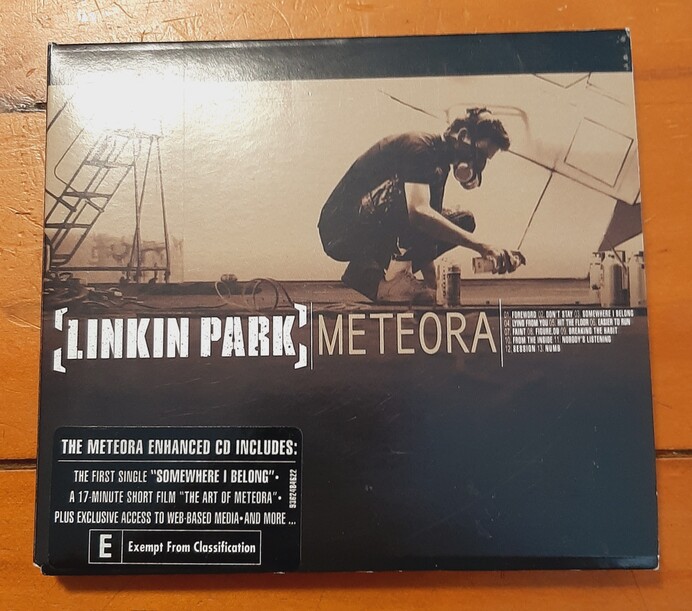 [LINKIN PARK]
METEORA
01. FOREWORD 02. DON'T STAY 03. SOMEWHERE I BELONG
04. LYING FROM YOU 05. HIT THE FLOOR 06. EASIER TO RUN
07. FAINT 08. FIGURE.09 09. BREAKING THE HABIT
10. FROM THE INSIDE 11. NOBODY'S LISTENING
12. SESSION 13. NUMB
THE METEORA ENHANCED CD INCLUDES:
THE FIRST SINGLE "SOMEWHERE I BELONG"•
A 17-MINUTE SHORT FILM "THE ART OF METEORA"•
PLUS EXCLUSIVE ACCESS TO WEB-BASED MEDIA•AND MORE ...
9362484622
E Exempt From Classification